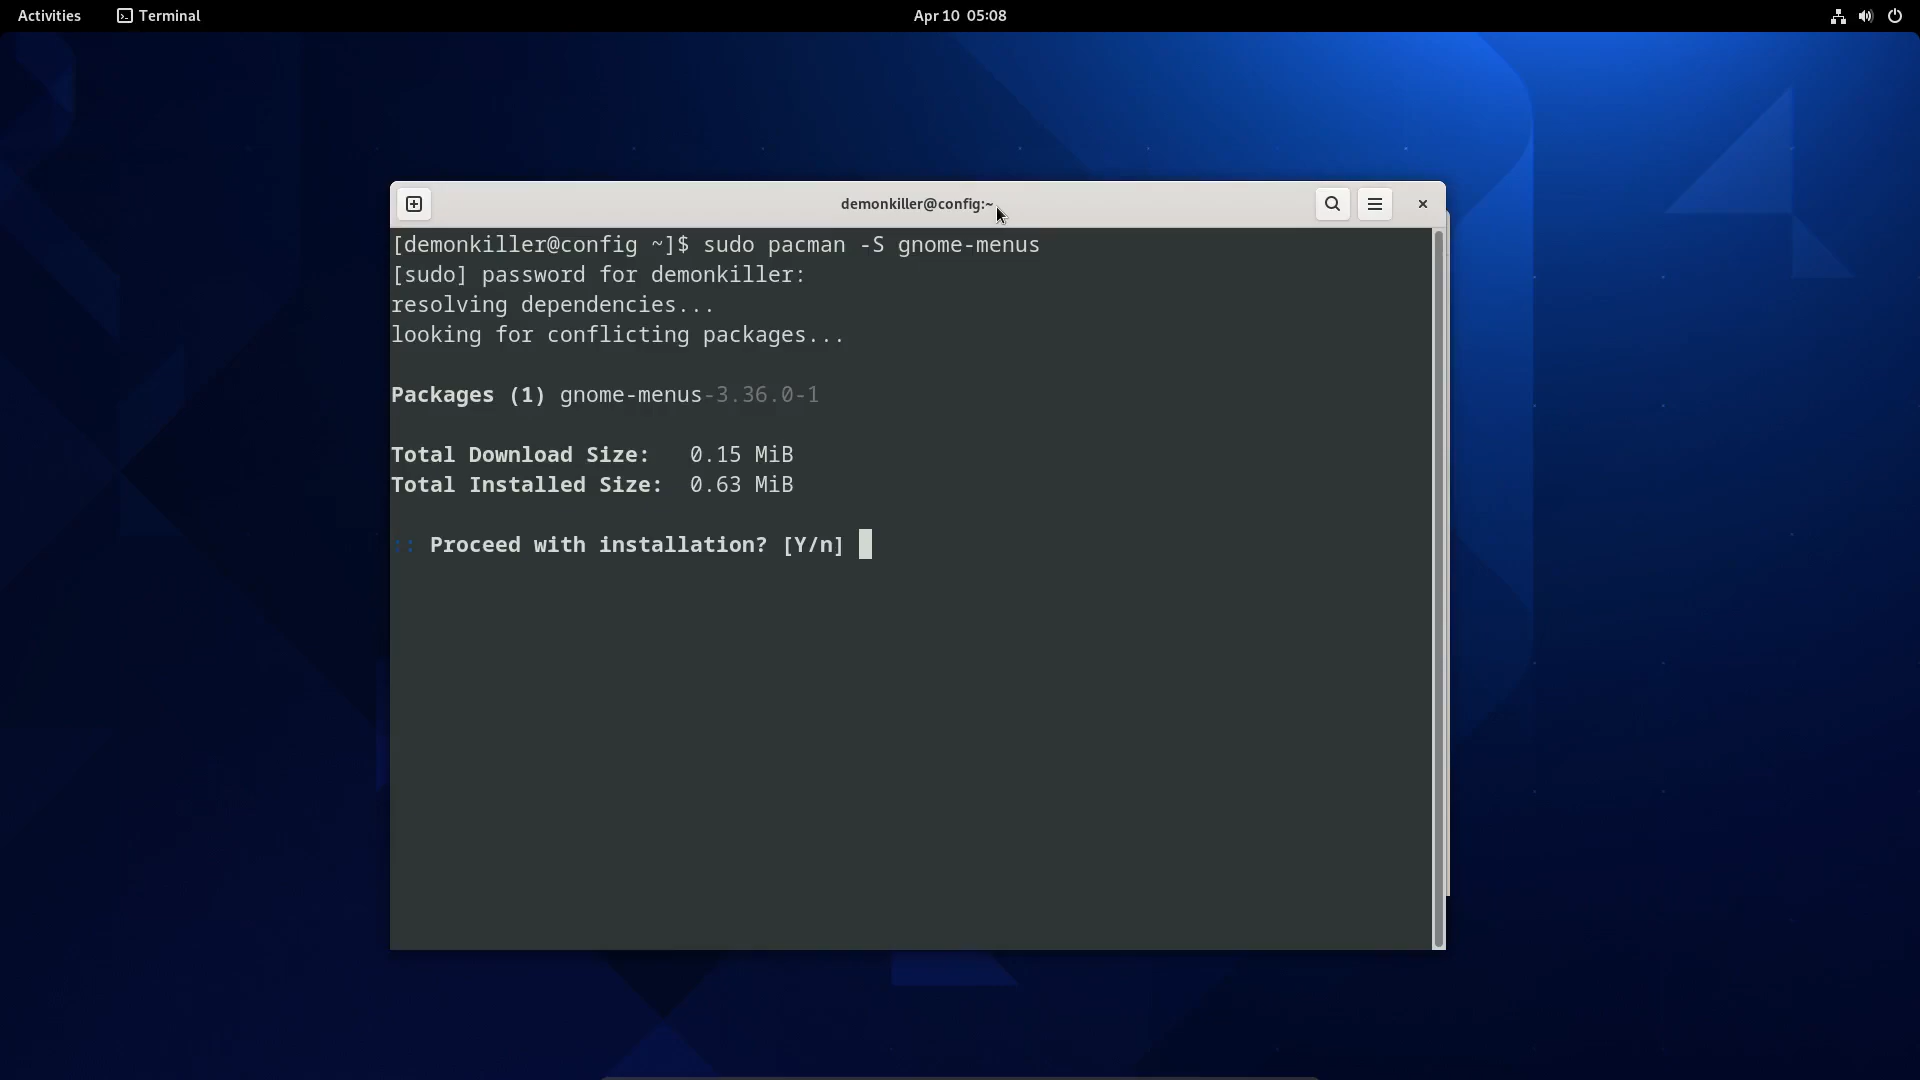 Activities Terminal Apr 10 05:08
demonkiller@config:~
[demonkiller@config ~]$ sudo pacman -S gnome-menus
[sudo] password for demonkiller:
resolving dependencies...
looking for conflicting packages...
Packages (1) gnome-menus-3.36.0-1
Total Download Size: 0.15 MiB
Total Installed Size: 0.63 MiB
:: Proceed with installation? [Y/n]